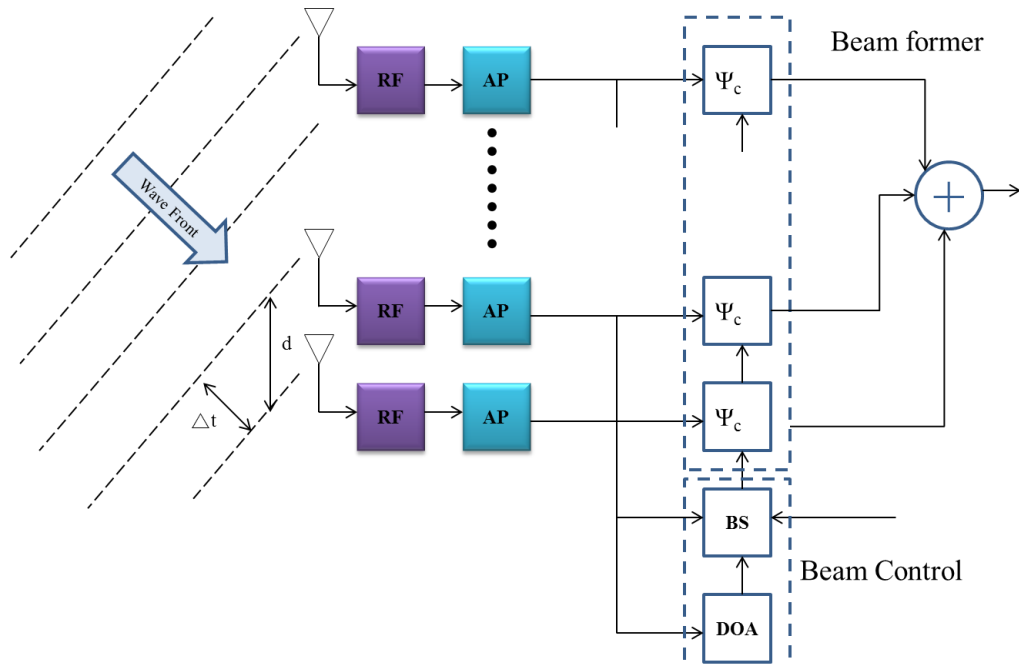 Beam former
RF
AP
Ψc
Wave Front
+
RF
AP
Ψc
d
RF
AP
Ψc
△t
BS
Beam Control
DOA